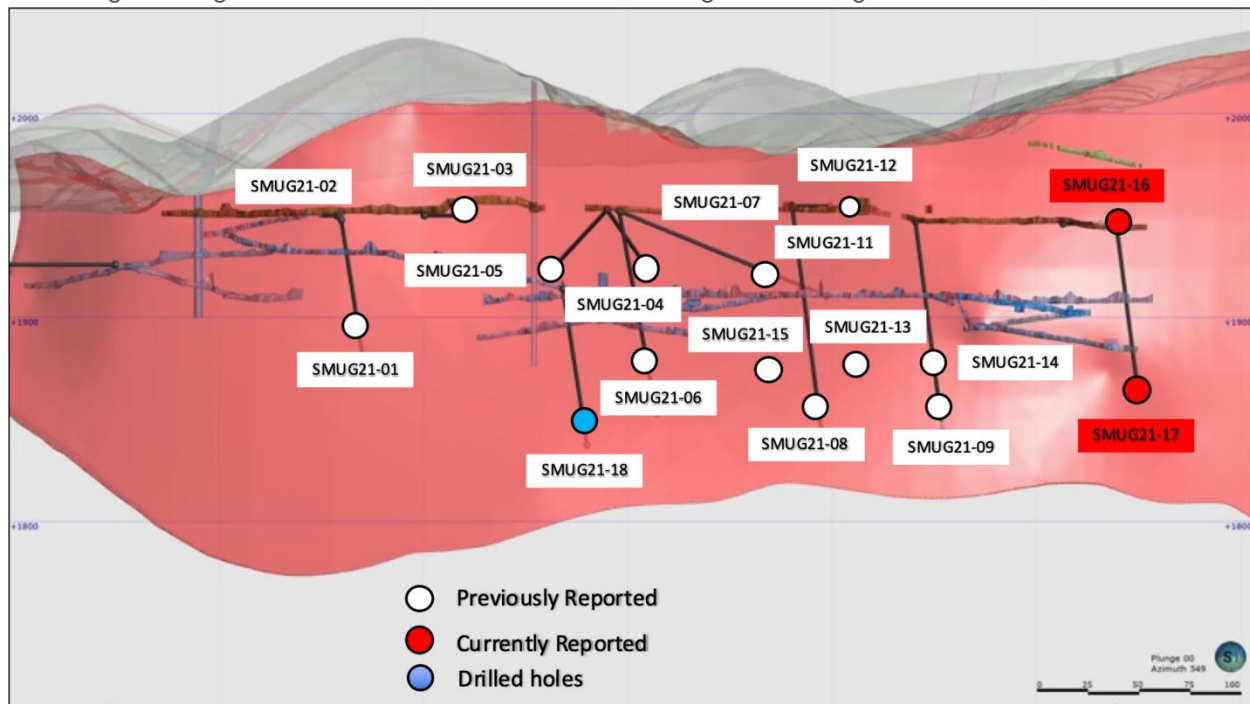 +2000
+2000
SMUG21-12
SMUG21-03
SMUG21-02
SMUG21-16
SMUG21-07
SMUG21-11
SMUG21-05
SMUG21-04
+1900
+1900
SMUG21-13
SMUG21-15
SMUG21-14
SMUG21-01
SMUG21-06
SMUG21-17
SMUG21-08
SMUG21-09
SMUG21-18
+1800
+1800
Previously Reported
Currently Reported
Drilled holes
Plunge 00
Azimuth 349
S
0 25 50 75 100